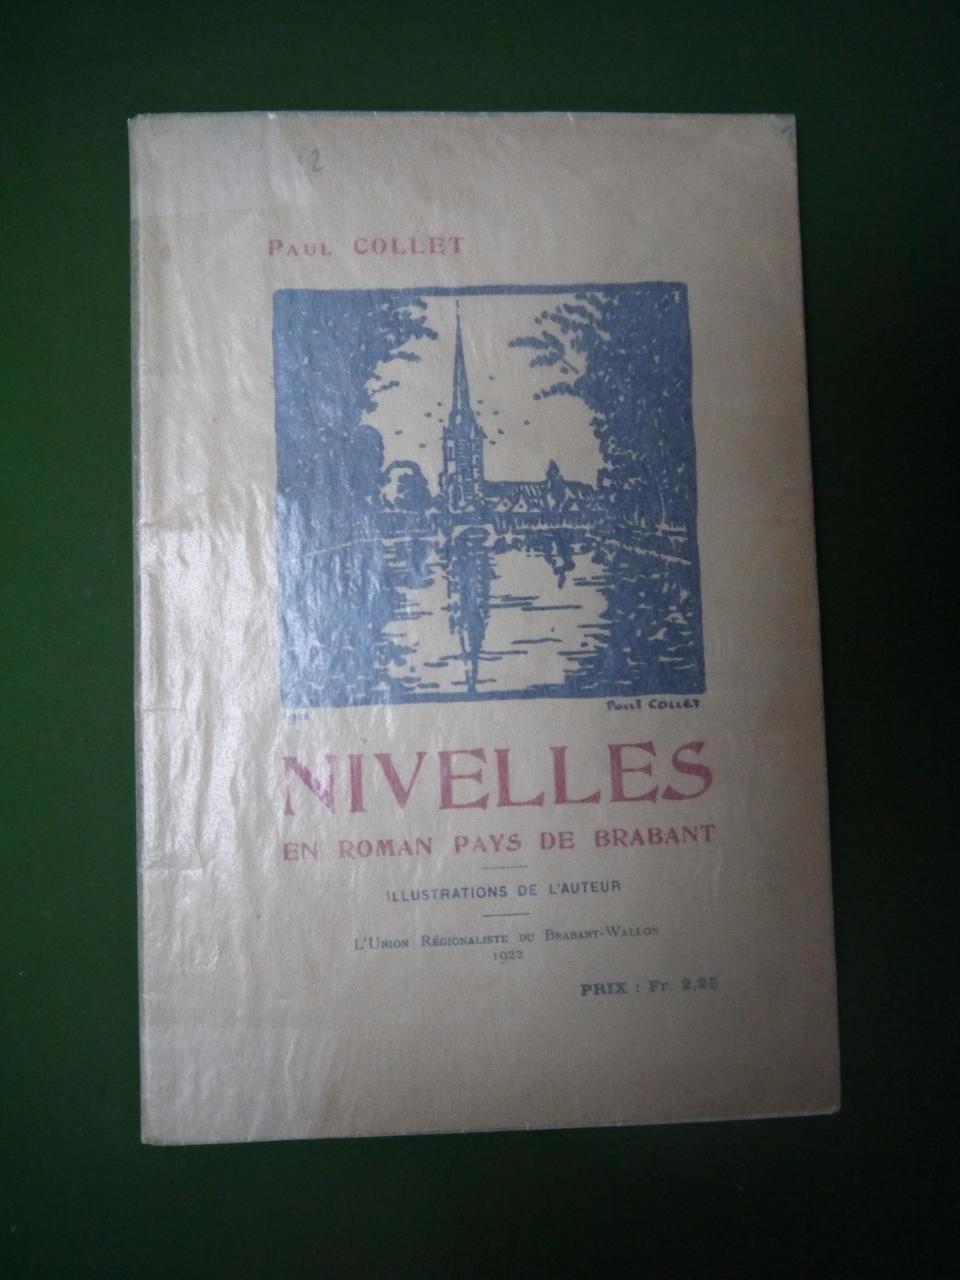 2
PAUL COLLET
Paul COLLET
NIVELLES
EN ROMAN PAYS DE BRABANT
ILLUSTRATIONS DE L'AUTEUR
L'UNION RÉGIONALISTE DU BRABANT-WALLON
1922
PRIX : Fr. 2,25